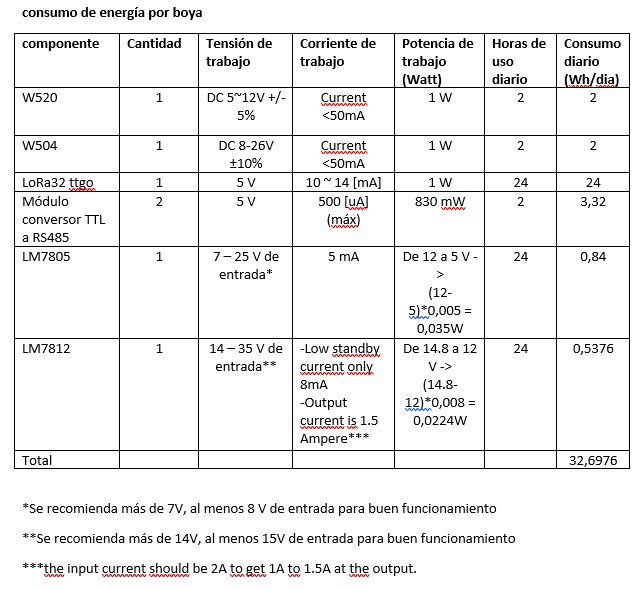 consumo de energía por boya
componente Cantidad Tensión de trabajo Corriente de trabajo Potencia de trabajo (Watt) Horas de uso diario Consumo diario (Wh/dia)
W520 1 DC 5~12V +/- 5% Current <50mA 1 W 2 2
W504 1 DC 8-26V ±10% Current <50mA 1 W 2 2
LoRa32 ttgo 1 5 V 10 ~ 14 [mA] 1 W 24 24
Módulo conversor TTL a RS485 2 5 V 500 [uA] (máx) 830 mW 2 3,32
LM7805 1 7 – 25 V de entrada* 5 mA De 12 a 5 V -> (12-5)*0,005 = 0,035W 24 0,84
LM7812 1 14 – 35 V de entrada** -Low standby current only 8mA -Output current is 1.5 Ampere*** De 14.8 a 12 V -> (14.8-12)*0,008 = 0,0224W 24 0,5376
Total 32,6976
*Se recomienda más de 7V, al menos 8 V de entrada para buen funcionamiento
**Se recomienda más de 14V, al menos 15V de entrada para buen funcionamiento
***the input current should be 2A to get 1A to 1.5A at the output.